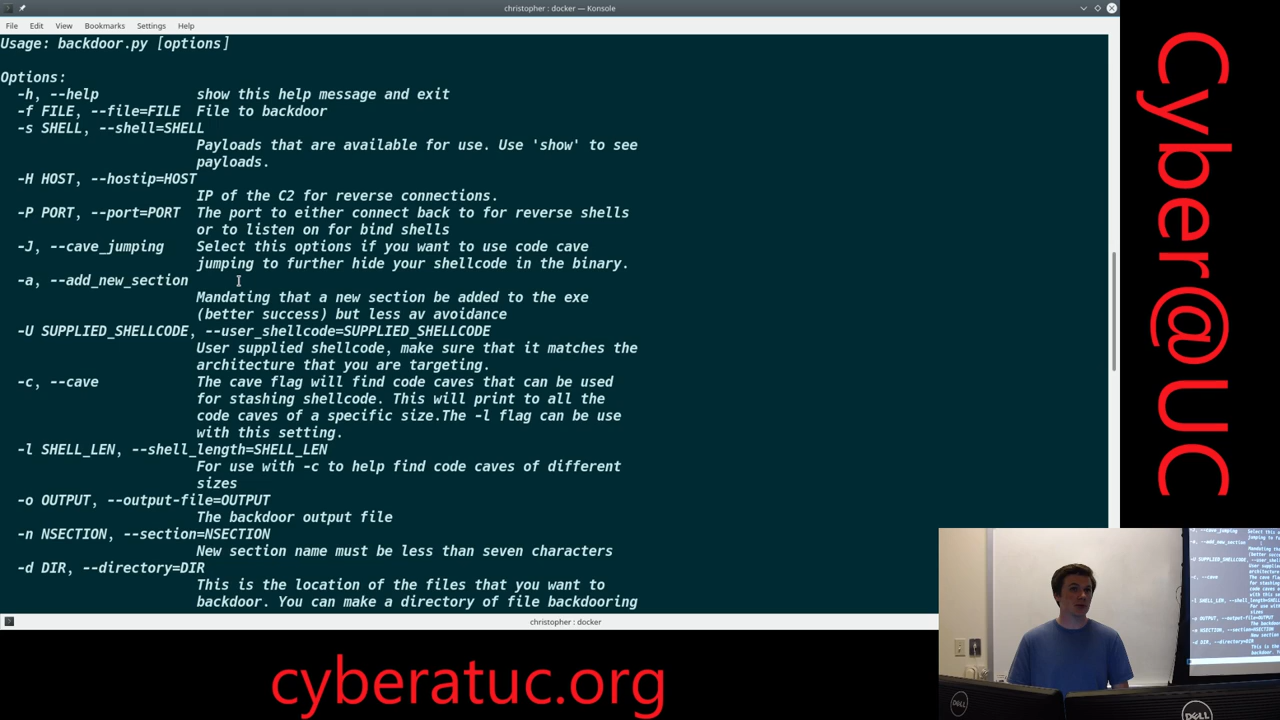 christopher : docker — Konsole
File Edit View Bookmarks Settings Help
Usage: backdoor.py [options]
Options:
-h, --help show this help message and exit
-f FILE, --file=FILE File to backdoor
-s SHELL, --shell=SHELL
Payloads that are available for use. Use 'show' to see
payloads.
-H HOST, --hostip=HOST
IP of the C2 for reverse connections.
-P PORT, --port=PORT The port to either connect back to for reverse shells
or to listen on for bind shells
-J, --cave_jumping Select this options if you want to use code cave
jumping to further hide your shellcode in the binary.
-a, --add_new_section
Mandating that a new section be added to the exe
(better success) but less av avoidance
-U SUPPLIED_SHELLCODE, --user_shellcode=SUPPLIED_SHELLCODE
User supplied shellcode, make sure that it matches the
architecture that you are targeting.
-c, --cave The cave flag will find code caves that can be used
for stashing shellcode. This will print to all the
code caves of a specific size.The -l flag can be use
with this setting.
-l SHELL_LEN, --shell_length=SHELL_LEN
For use with -c to help find code caves of different
sizes
-o OUTPUT, --output-file=OUTPUT
The backdoor output file
-n NSECTION, --section=NSECTION
New section name must be less than seven characters
-d DIR, --directory=DIR
This is the location of the files that you want to
backdoor. You can make a directory of file backdooring
christopher : docker
Cyber@UC
cyberatuc.org
DELL
DELL